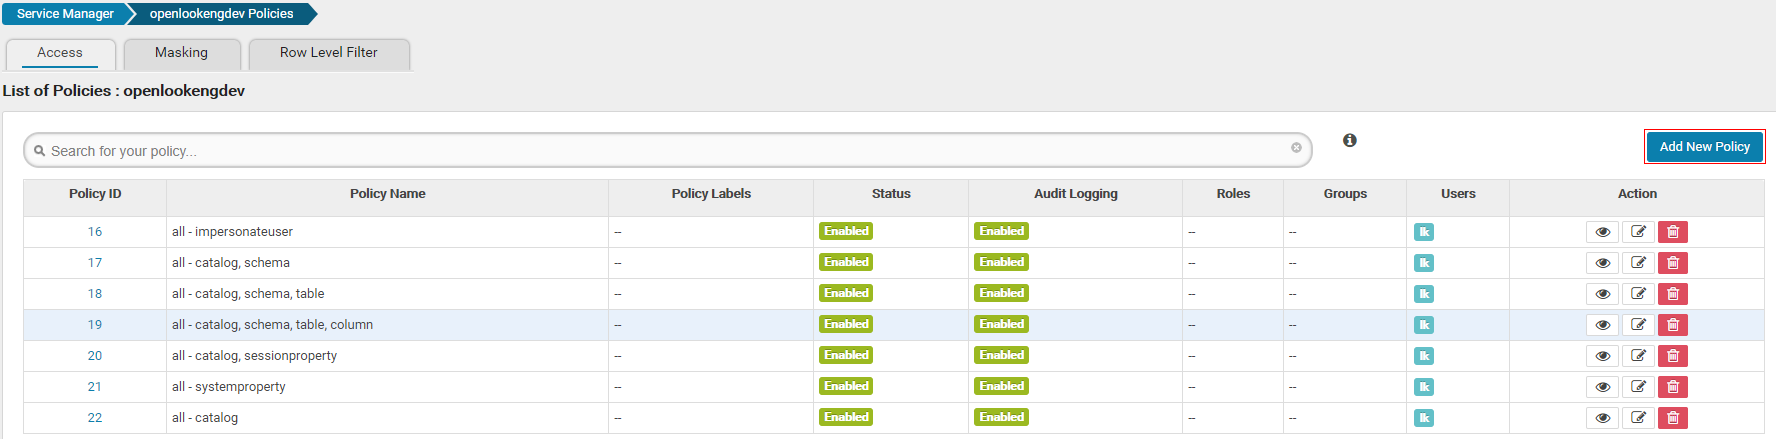 Service Manager openlookengdev Policies
Access Masking Row Level Filter
List of Policies : openlookengdev
Search for your policy...
Add New Policy
Policy ID Policy Name Policy Labels Status Audit Logging Roles Groups Users Action
16 all - impersonateuser -- Enabled Enabled -- -- lk
17 all - catalog, schema -- Enabled Enabled -- -- lk
18 all - catalog, schema, table -- Enabled Enabled -- -- lk
19 all - catalog, schema, table, column -- Enabled Enabled -- -- lk
20 all - catalog, sessionproperty -- Enabled Enabled -- -- lk
21 all - systemproperty -- Enabled Enabled -- -- lk
22 all - catalog -- Enabled Enabled -- -- lk